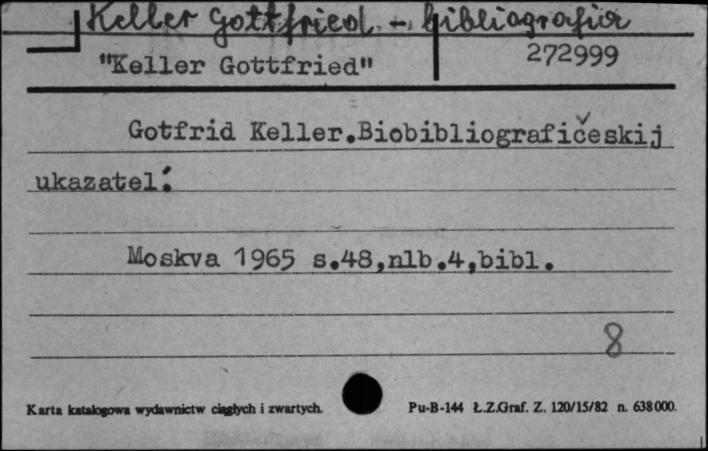 Keller Gottfried - bibliografia
"Keller Gottfried"
272999
Gotfrid Keller.Biobibliografičeskij
ukazatel'.
Moskva 1965 s.48,nlb.4,bibl.
8
Karta katalogowa wydawnictw ciągłych i zwartych.
Pu-B-144 Ł.Z.Graf. Z. 120/15/82 n. 638000.